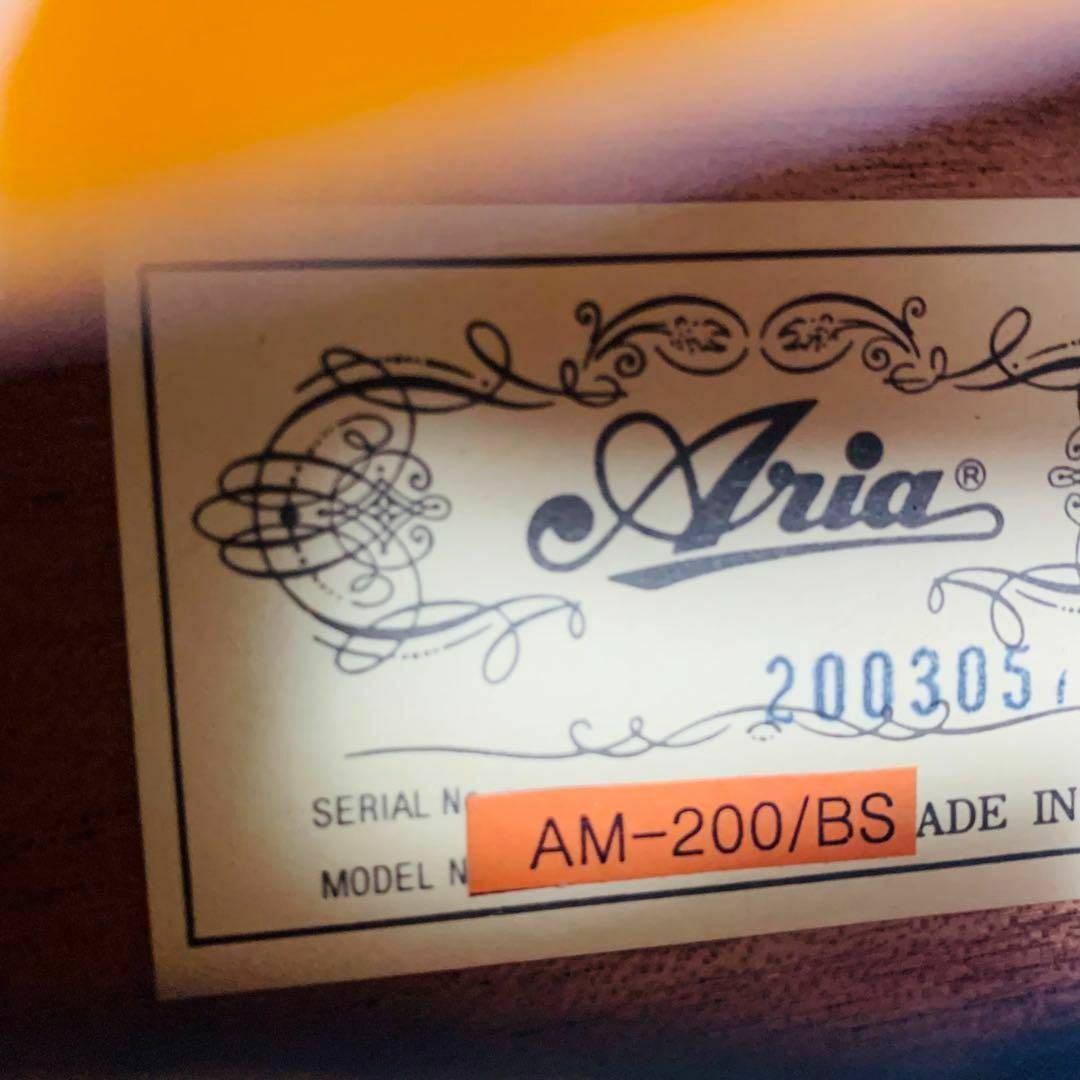 Aria®
200305
SERIAL N
AM-200/BS
ADE IN
MODEL N